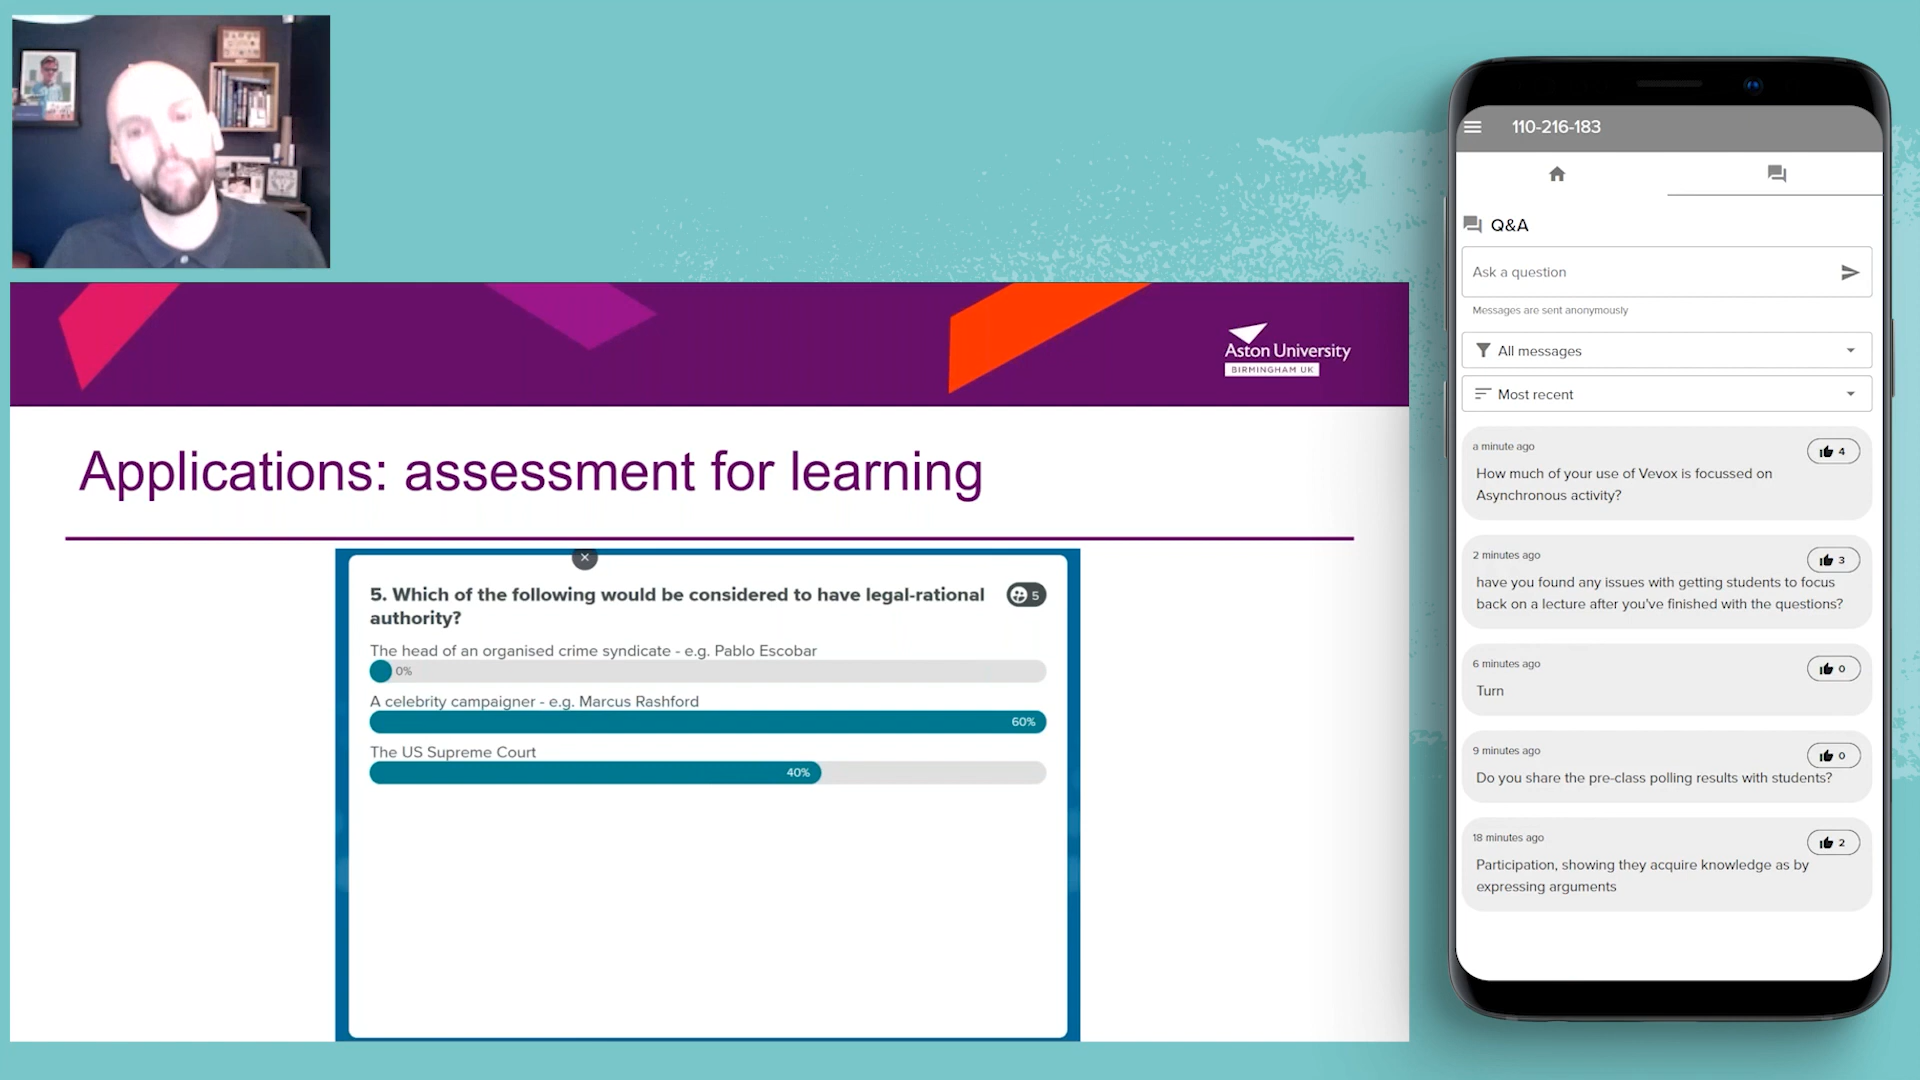 Aston University
BIRMINGHAM UK
Applications: assessment for learning
5. Which of the following would be considered to have legal-rational
authority?
5
The head of an organised crime syndicate - e.g. Pablo Escobar
0%
A celebrity campaigner - e.g. Marcus Rashford
60%
The US Supreme Court
40%
110-216-183
Q&A
Ask a question
Messages are sent anonymously
All messages
Most recent
a minute ago
4
How much of your use of Vevox is focussed on
Asynchronous activity?
2 minutes ago
3
have you found any issues with getting students to focus
back on a lecture after you've finished with the questions?
6 minutes ago
0
Turn
9 minutes ago
0
Do you share the pre-class polling results with students?
18 minutes ago
2
Participation, showing they acquire knowledge as by
expressing arguments